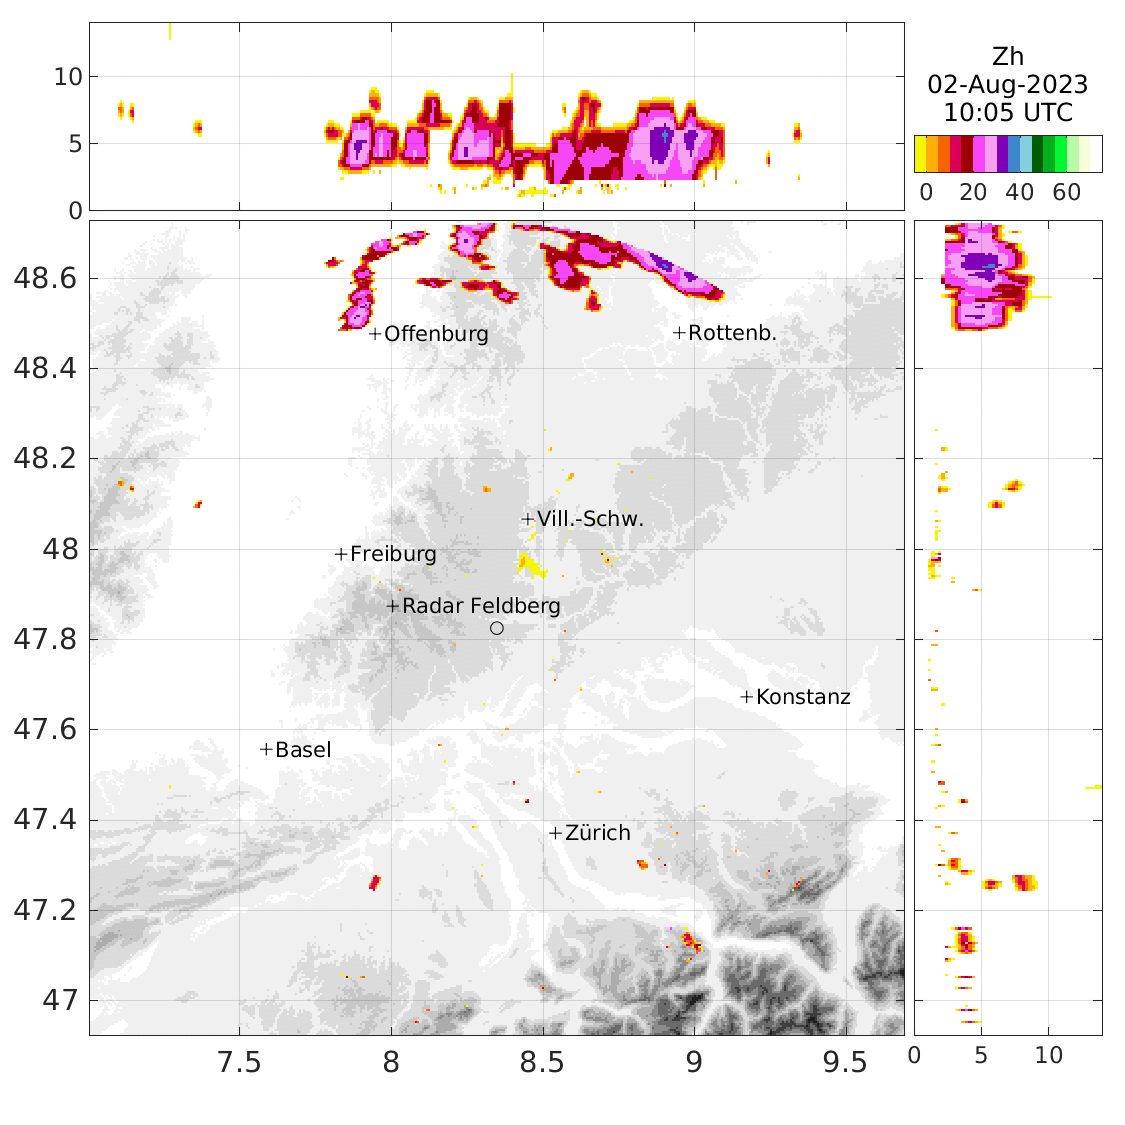 Zh
02-Aug-2023
10:05 UTC
0 20 40 60
10
5
0
48.6
48.4
48.2
48
47.8
47.6
47.4
47.2
47
Offenburg
Rottenb.
Vill.-Schw.
Freiburg
Radar Feldberg
Konstanz
Basel
Zürich
7.5 8 8.5 9 9.5
0 5 10